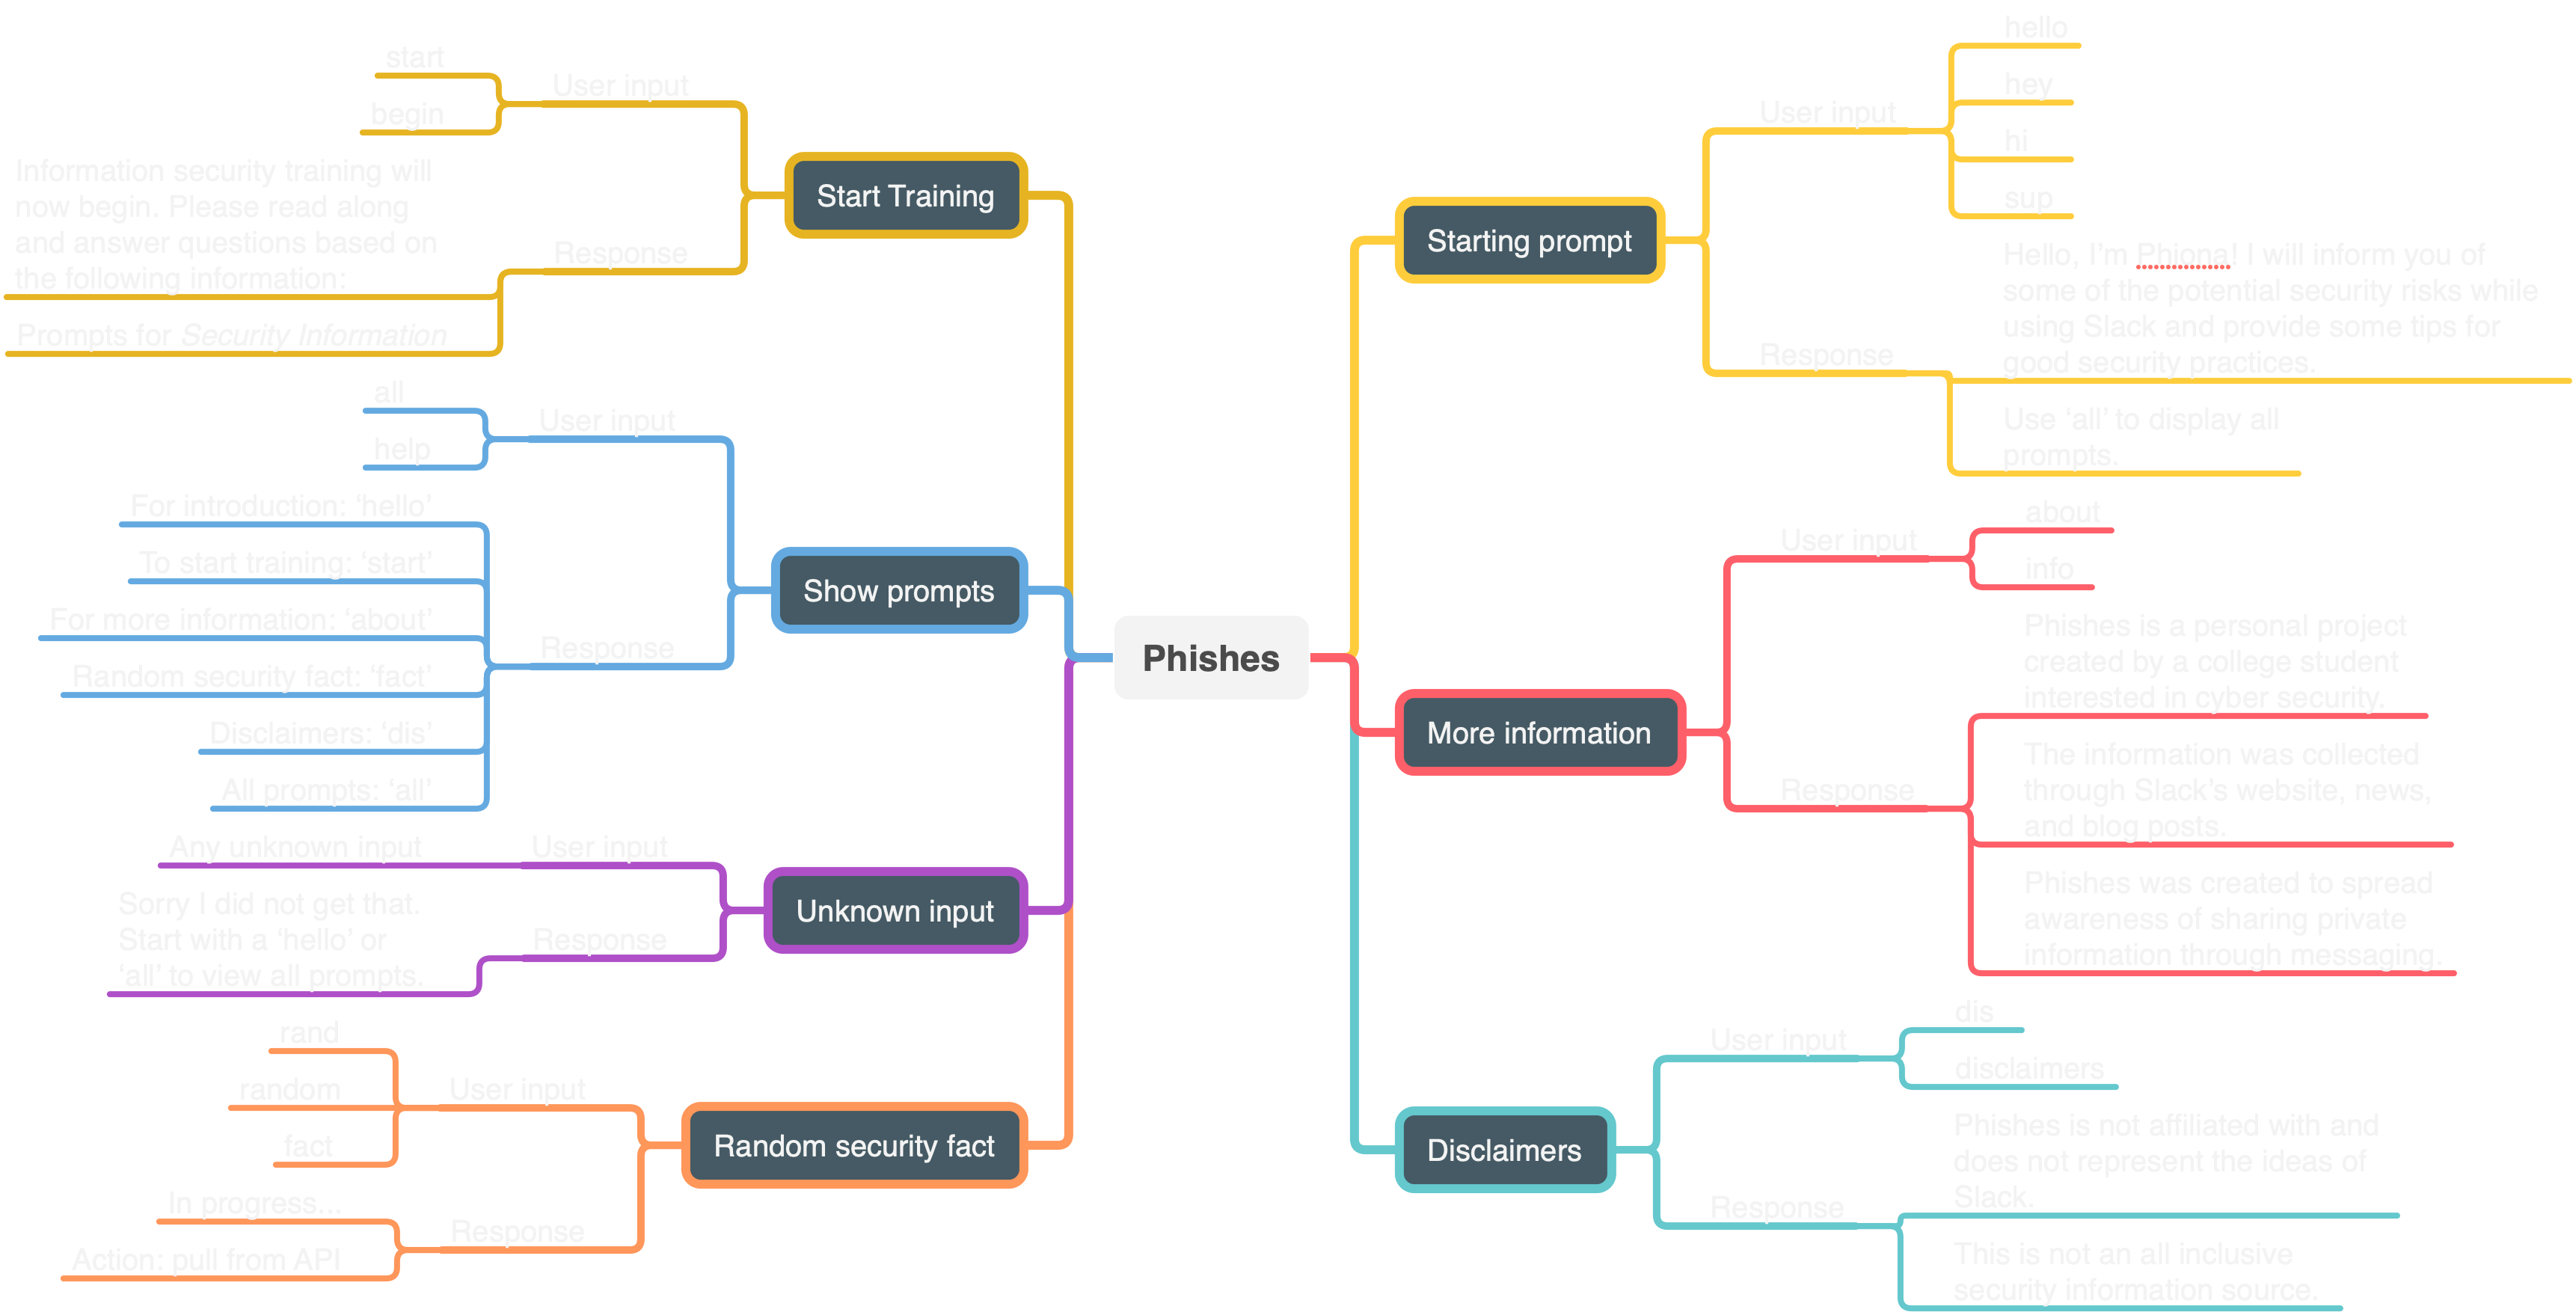 start
begin
User input
Information security training will
now begin. Please read along
and answer questions based on
the following information:
Prompts for Security Information
Response
Start Training
all
help
User input
For introduction: ‘hello’
To start training: ‘start’
For more information: ‘about’
Random security fact: ‘fact’
Disclaimers: ‘dis’
All prompts: ‘all’
Response
Show prompts
Any unknown input
User input
Sorry I did not get that.
Start with a ‘hello’ or
‘all’ to view all prompts.
Response
Unknown input
rand
random
fact
User input
In progress...
Action: pull from API
Response
Random security fact
Phishes
Starting prompt
User input
hello
hey
hi
sup
Response
Hello, I’m Phiona! I will inform you of
some of the potential security risks while
using Slack and provide some tips for
good security practices.
Use ‘all’ to display all
prompts.
More information
User input
about
info
Response
Phishes is a personal project
created by a college student
interested in cyber security.
The information was collected
through Slack’s website, news,
and blog posts.
Phishes was created to spread
awareness of sharing private
information through messaging.
Disclaimers
User input
dis
disclaimers
Response
Phishes is not affiliated with and
does not represent the ideas of
Slack.
This is not an all inclusive
security information source.